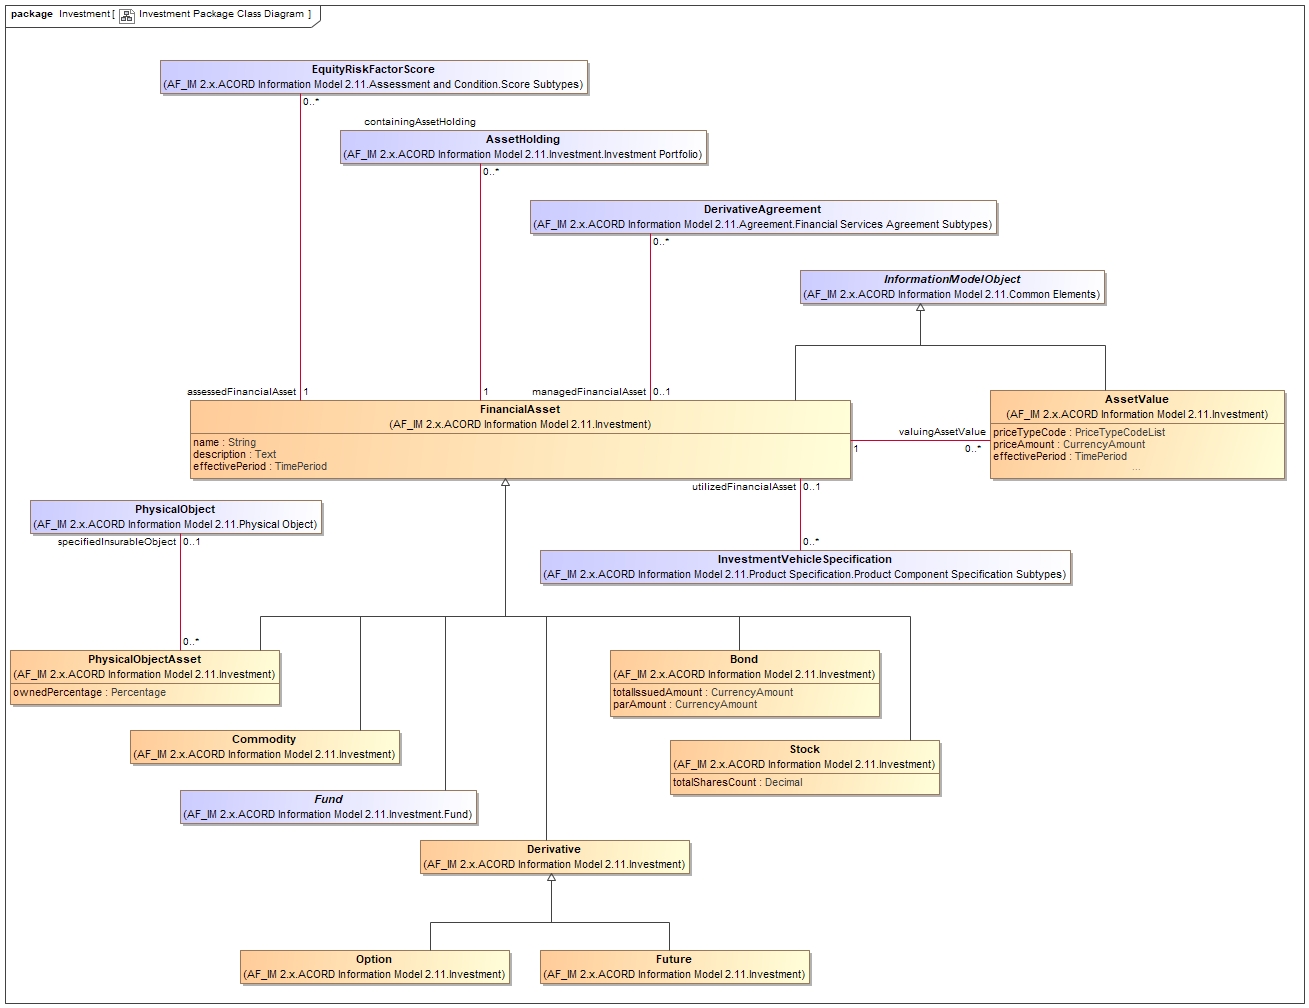 package Investment[ Investment Package Class Diagram ]
EquityRiskFactorScore
(AF_IM 2.x.ACORD Information Model 2.11.Assessment and Condition.Score Subtypes)
0..*
containingAssetHolding
AssetHolding
(AF_IM 2.x.ACORD Information Model 2.11.Investment.Investment Portfolio)
0..*
DerivativeAgreement
(AF_IM 2.x.ACORD Information Model 2.11.Agreement.Financial Services Agreement Subtypes)
0..*
InformationModelObject
(AF_IM 2.x.ACORD Information Model 2.11.Common Elements)
assessedFinancialAsset 1
1
managedFinancialAsset 0..1
FinancialAsset
(AF_IM 2.x.ACORD Information Model 2.11.Investment)
name : String
description : Text
effectivePeriod : TimePeriod
AssetValue
(AF_IM 2.x.ACORD Information Model 2.11.Investment)
priceTypeCode : PriceTypeCodeList
priceAmount : CurrencyAmount
effectivePeriod : TimePeriod
...
valuingAssetValue
1 0..*
utilizedFinancialAsset 0..1
0..*
InvestmentVehicleSpecification
(AF_IM 2.x.ACORD Information Model 2.11.Product Specification.Product Component Specification Subtypes)
PhysicalObject
(AF_IM 2.x.ACORD Information Model 2.11.Physical Object)
specifiedInsurableObject 0..1
0..*
PhysicalObjectAsset
(AF_IM 2.x.ACORD Information Model 2.11.Investment)
ownedPercentage : Percentage
Bond
(AF_IM 2.x.ACORD Information Model 2.11.Investment)
totalIssuedAmount : CurrencyAmount
parAmount : CurrencyAmount
Commodity
(AF_IM 2.x.ACORD Information Model 2.11.Investment)
Stock
(AF_IM 2.x.ACORD Information Model 2.11.Investment)
totalSharesCount : Decimal
Fund
(AF_IM 2.x.ACORD Information Model 2.11.Investment.Fund)
Derivative
(AF_IM 2.x.ACORD Information Model 2.11.Investment)
Option
(AF_IM 2.x.ACORD Information Model 2.11.Investment)
Future
(AF_IM 2.x.ACORD Information Model 2.11.Investment)